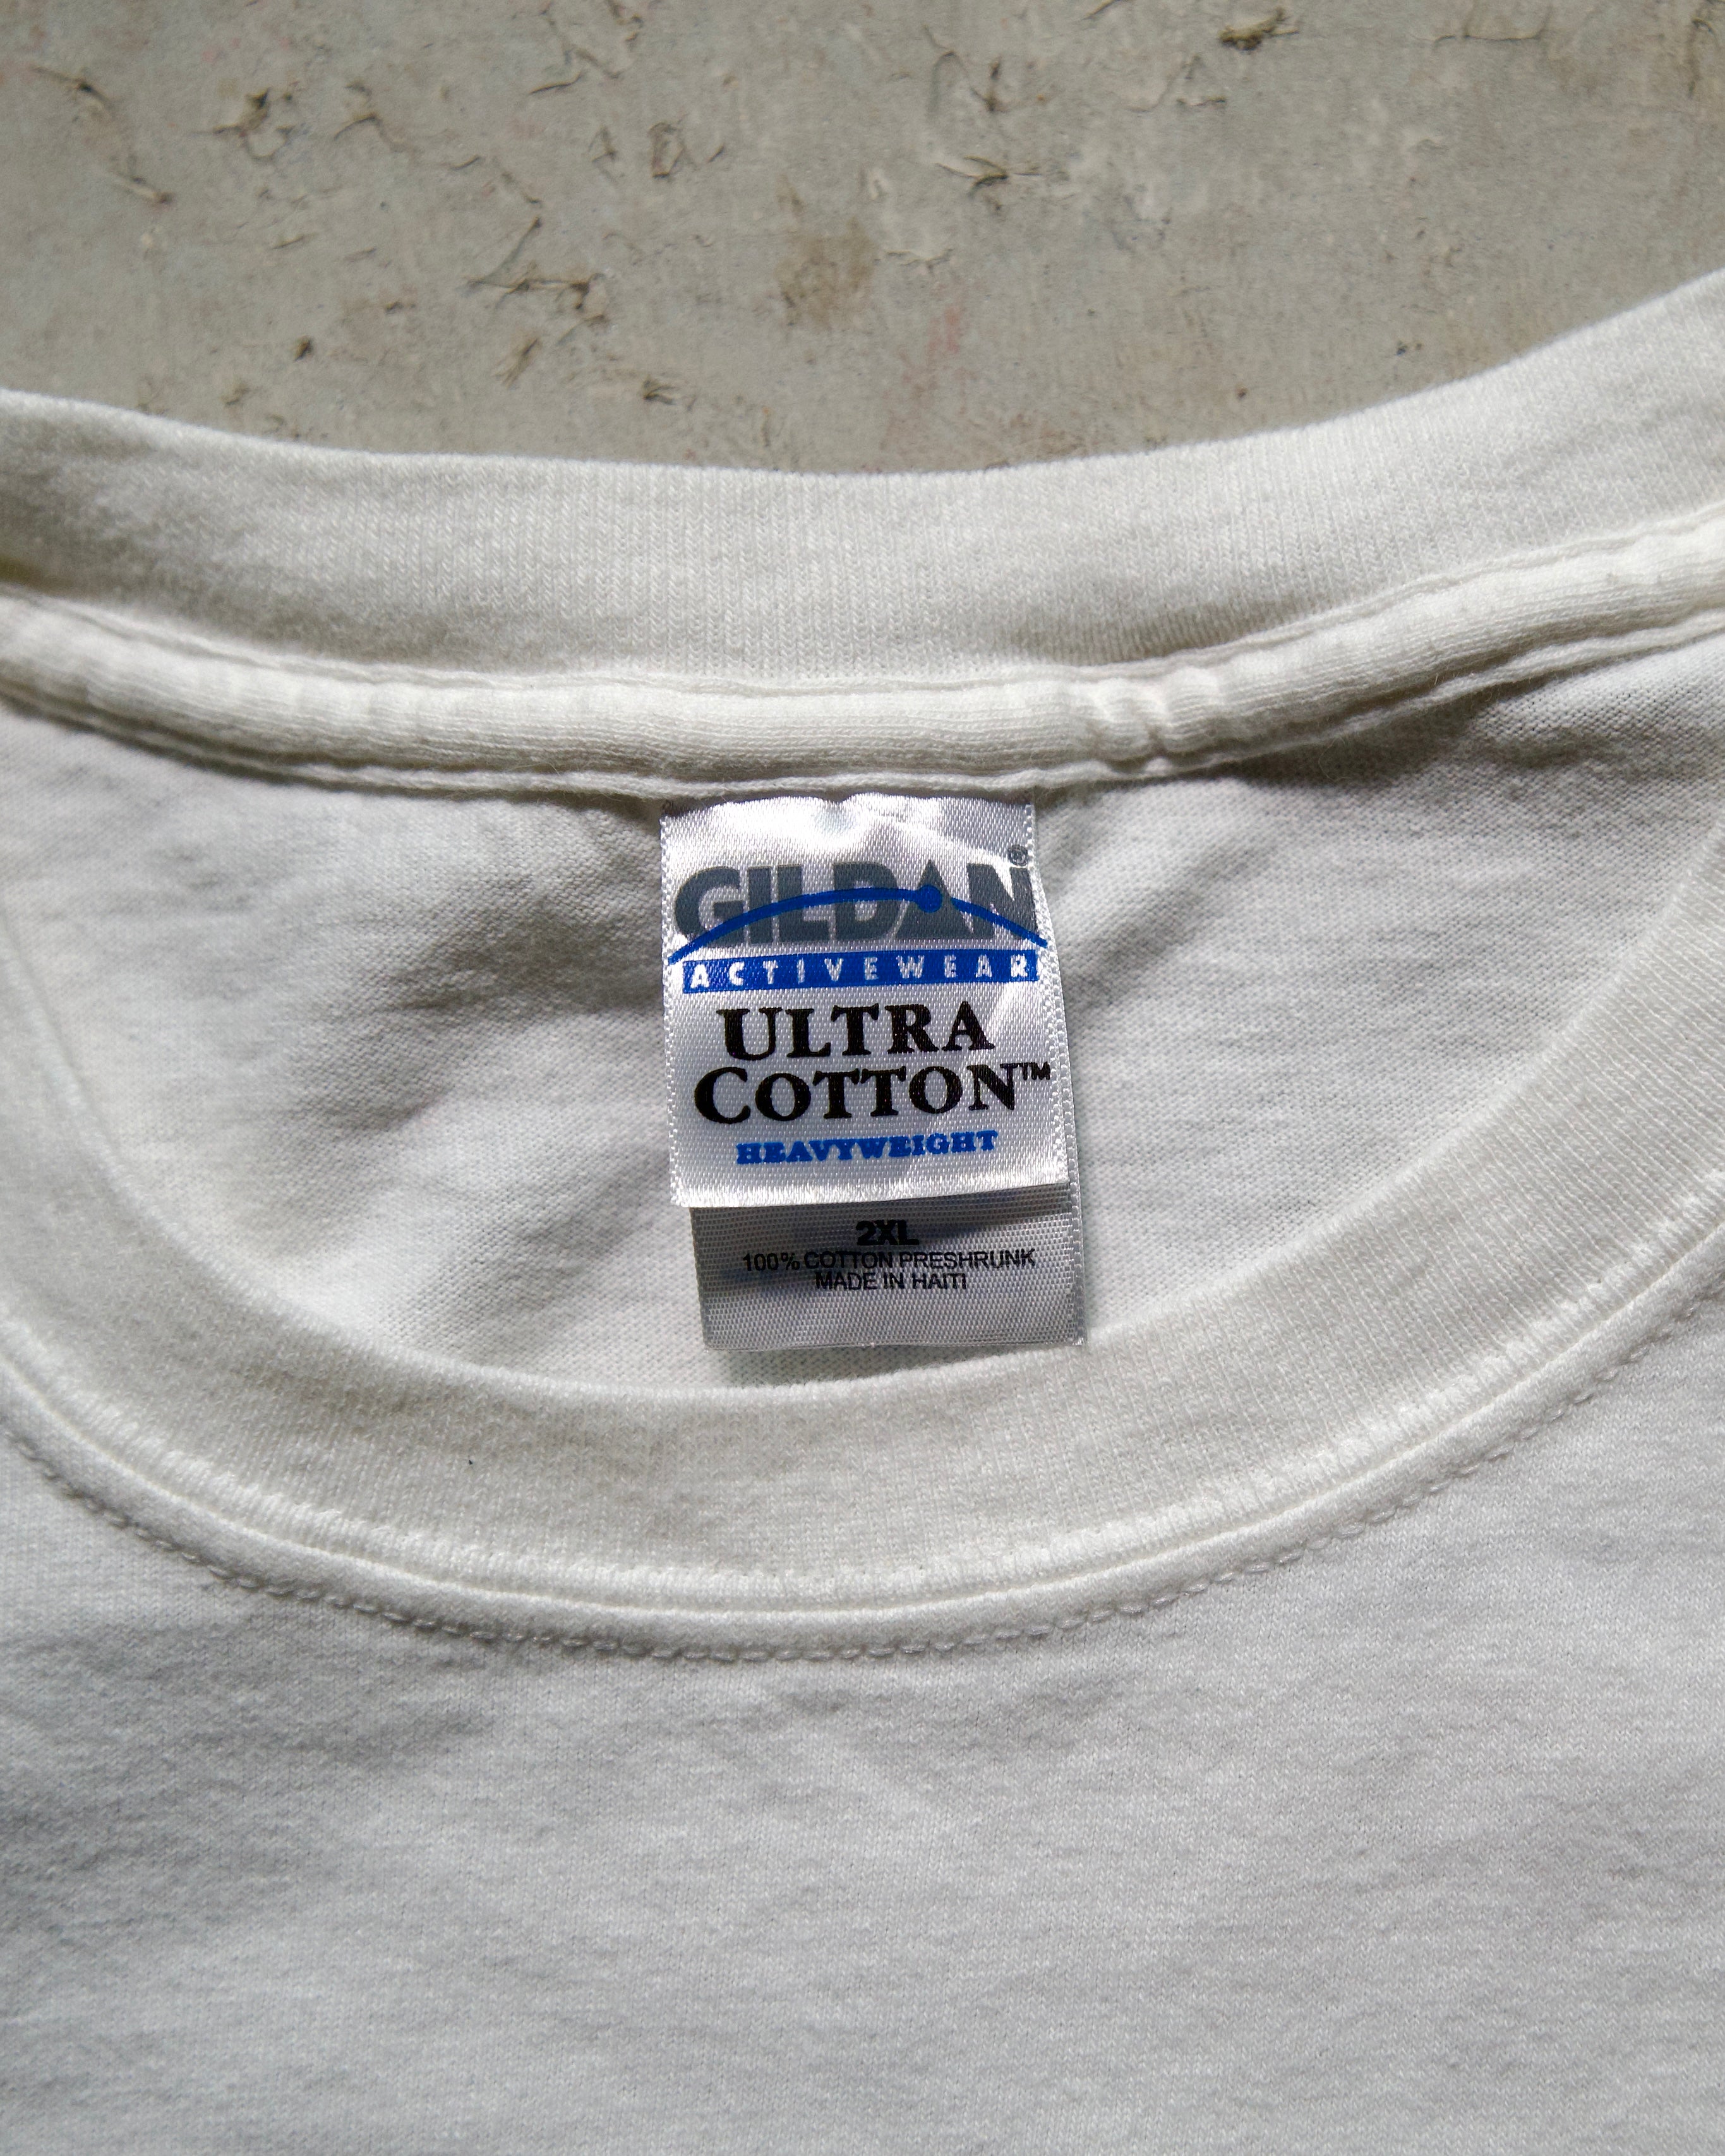 GILDAN®
ACTIVEWEAR
ULTRA
COTTON™
HEAVYWEIGHT
2XL
100% COTTON PRESHRUNK
MADE IN HAITI